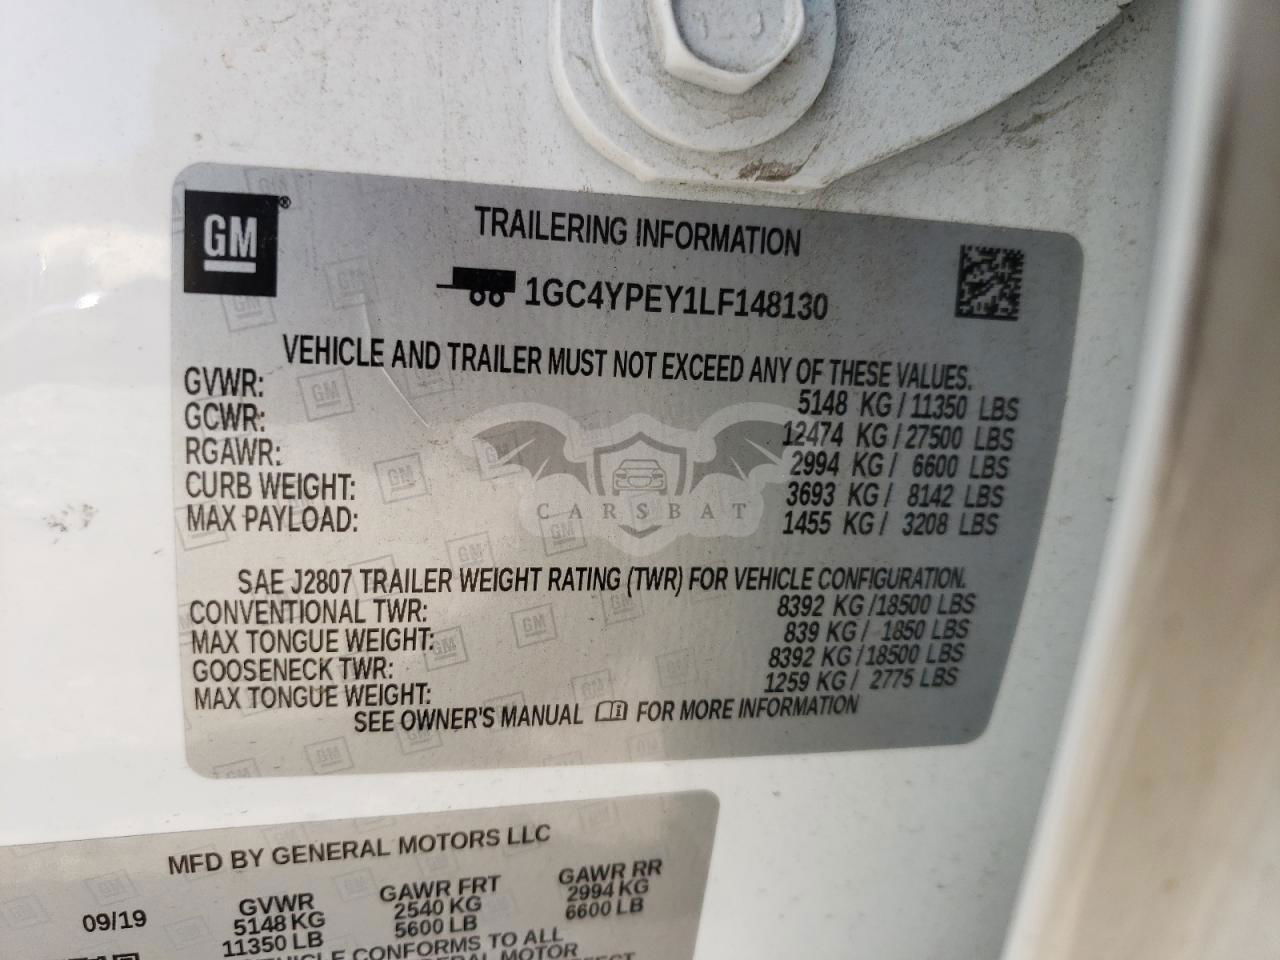 129
GM ®
TRAILERING INFORMATION
1GC4YPEY1LF148130
VEHICLE AND TRAILER MUST NOT EXCEED ANY OF THESE VALUES.
GVWR: 5148 KG / 11350 LBS
GCWR: 12474 KG / 27500 LBS
RGAWR: 2994 KG / 6600 LBS
CURB WEIGHT: 3693 KG / 8142 LBS
MAX PAYLOAD: 1455 KG / 3208 LBS
CARSBAT
SAE J2807 TRAILER WEIGHT RATING (TWR) FOR VEHICLE CONFIGURATION.
CONVENTIONAL TWR: 8392 KG /18500 LBS
MAX TONGUE WEIGHT: 839 KG / 1850 LBS
GOOSENECK TWR: 8392 KG /18500 LBS
MAX TONGUE WEIGHT: 1259 KG / 2775 LBS
SEE OWNER'S MANUAL FOR MORE INFORMATION
MFD BY GENERAL MOTORS LLC
09/19 GVWR GAWR FRT GAWR RR
5148 KG 2540 KG 2994 KG
11350 LB 5600 LB 6600 LB
CONFORMS TO ALL
MOTOR